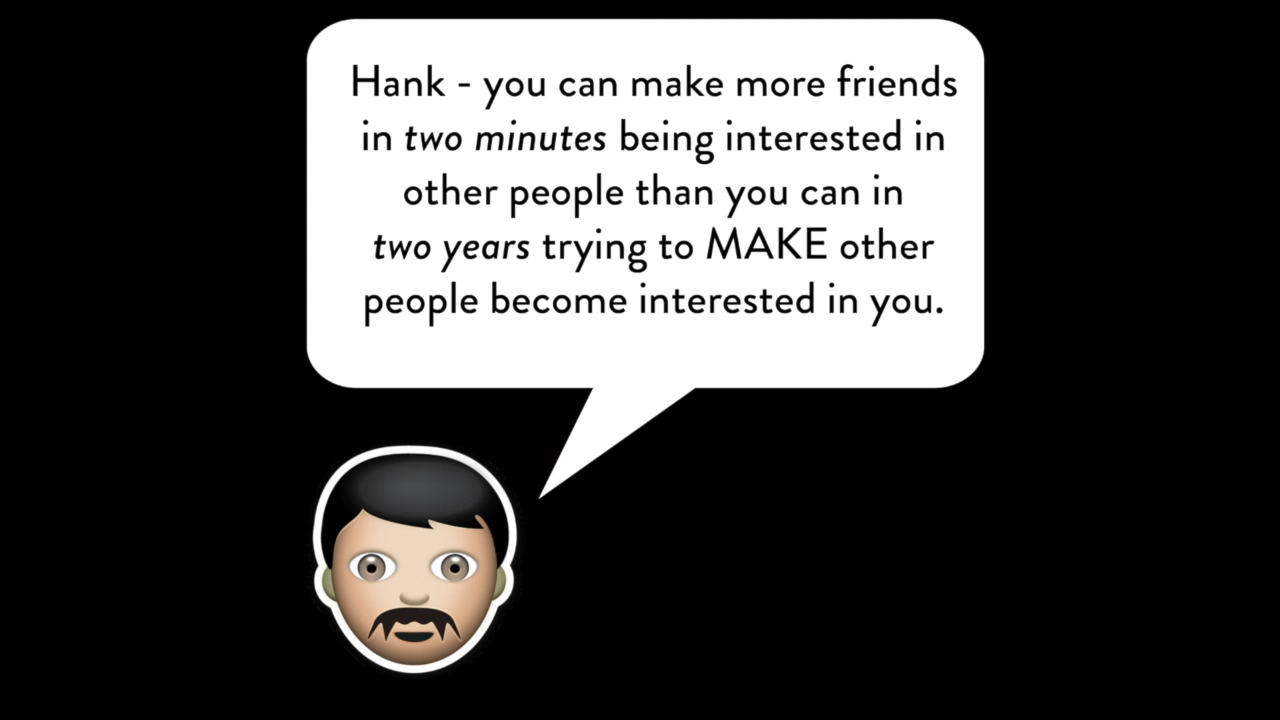 Hank - you can make more friends
in two minutes being interested in
other people than you can in
two years trying to MAKE other
people become interested in you.